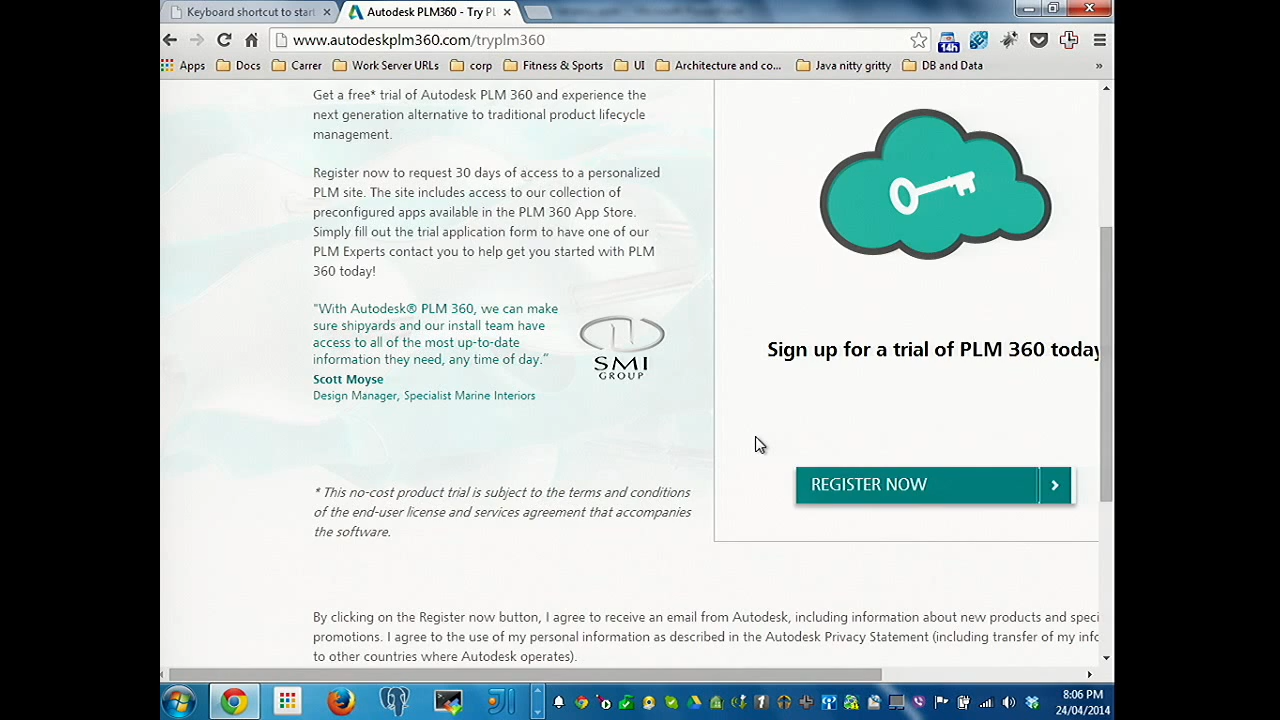 Keyboard shortcut to start
Autodesk PLM360 - Try PL
www.autodeskplm360.com/tryplm360
14h
Apps Docs Carrer Work Server URLs corp Fitness & Sports UI Architecture and co... Java nitty gritty DB and Data »
Get a free* trial of Autodesk PLM 360 and experience the
next generation alternative to traditional product lifecycle
management.
Register now to request 30 days of access to a personalized
PLM site. The site includes access to our collection of
preconfigured apps available in the PLM 360 App Store.
Simply fill out the trial application form to have one of our
PLM Experts contact you to help get you started with PLM
360 today!
"With Autodesk® PLM 360, we can make
sure shipyards and our install team have
access to all of the most up-to-date
information they need, any time of day."
Scott Moyse
Design Manager, Specialist Marine Interiors
SMI
GROUP
Sign up for a trial of PLM 360 today
REGISTER NOW
* This no-cost product trial is subject to the terms and conditions
of the end-user license and services agreement that accompanies
the software.
By clicking on the Register now button, I agree to receive an email from Autodesk, including information about new products and speci
promotions. I agree to the use of my personal information as described in the Autodesk Privacy Statement (including transfer of my info
to other countries where Autodesk operates).
8:06 PM
24/04/2014